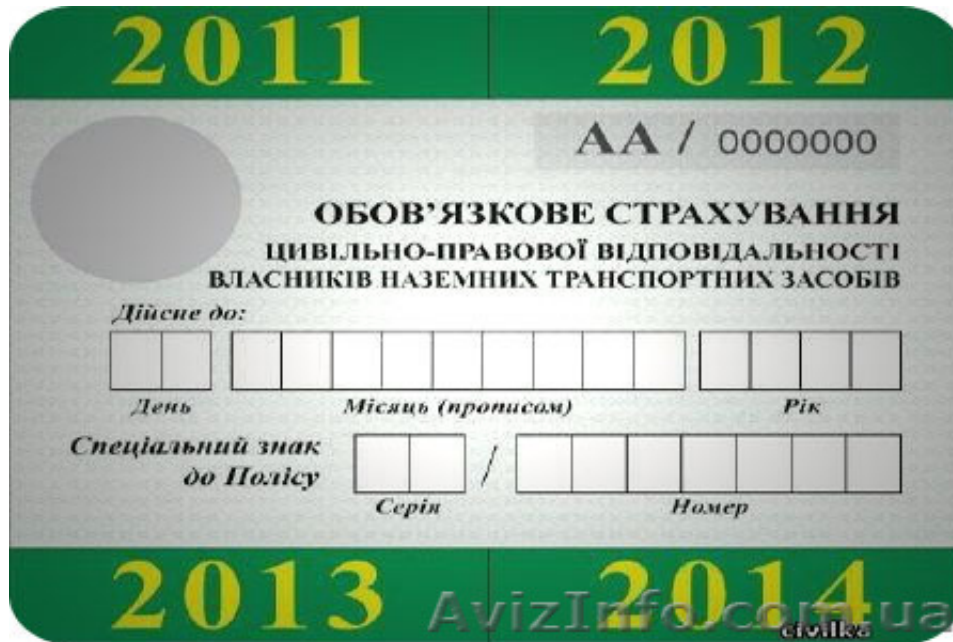 2011 2012
АА / 0000000
ОБОВ’ЯЗКОВЕ СТРАХУВАННЯ
ЦИВІЛЬНО-ПРАВОВОЇ ВІДПОВІДАЛЬНОСТІ
ВЛАСНИКІВ НАЗЕМНИХ ТРАНСПОРТНИХ ЗАСОБІВ
Дійсне до:
День Місяць (прописом) Рік
Спеціальний знак
до Полісу /
Серія Номер
2013 2014
AvizInfo.com.ua
civilka